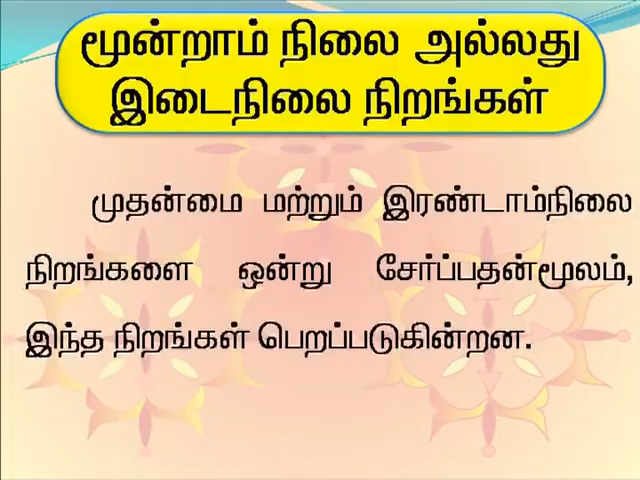 மூன்றாம் நிலை அல்லது
இடைநிலை நிறங்கள்
முதன்மை மற்றும் இரண்டாம்நிலை
நிறங்களை ஒன்று சேர்ப்பதன்மூலம்,
இந்த நிறங்கள் பெறப்படுகின்றன.